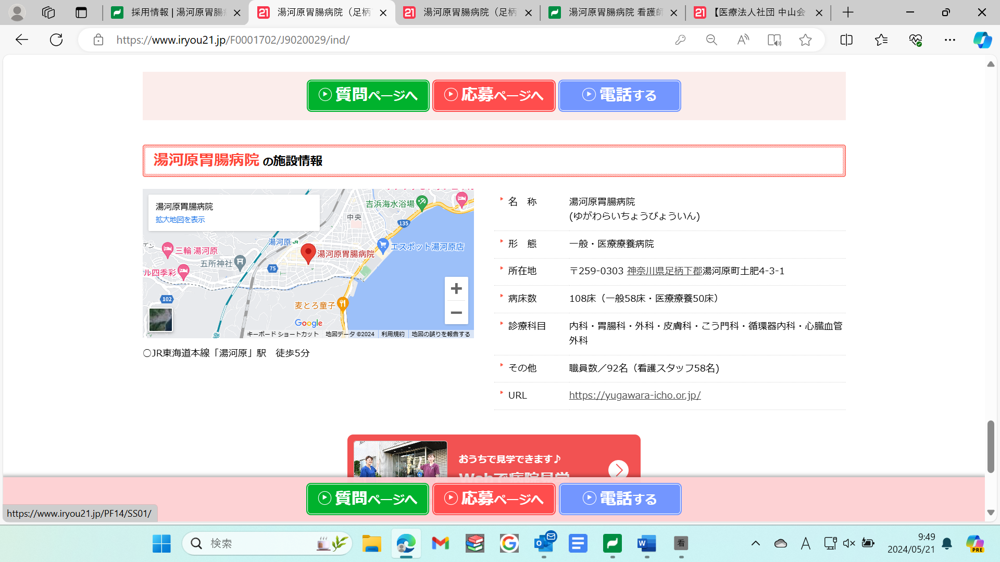 採用情報 | 湯河原胃腸
湯河原胃腸病院（足柄
湯河原胃腸病院（足柄
湯河原胃腸病院 看護師
【医療法人社団 中山会
https://www.iryou21.jp/F0001702/J9020029/ind/
質問ページへ
応募ページへ
電話する
湯河原胃腸病院 の施設情報
湯河原胃腸病院
拡大地図を表示
吉浜海水浴場
中央
135
湯河原 JR
エスポット湯河原店
三輪 湯河原
湯河原胃腸病院
五所神社
75
ル四季彩
102
麦とろ童子
Google
キーボード ショートカット 地図データ ©2024 利用規約 地図の誤りを報告する
〇JR東海道本線「湯河原」駅　徒歩5分
名　称 湯河原胃腸病院
(ゆがわらいちょうびょういん)
形　態 一般・医療療養病院
所在地 〒259-0303 神奈川県足柄下郡湯河原町土肥4-3-1
病床数 108床（一般58床・医療療養50床）
診療科目 内科・胃腸科・外科・皮膚科・こう門科・循環器内科・心臓血管
外科
その他 職員数／92名（看護スタッフ58名)
URL https://yugawara-icho.or.jp/
おうちで見学できます♪
Webで病院見学
質問ページへ
応募ページへ
電話する
https://www.iryou21.jp/PF14/SS01/
検索
看
A
9:49
2024/05/21
PRE